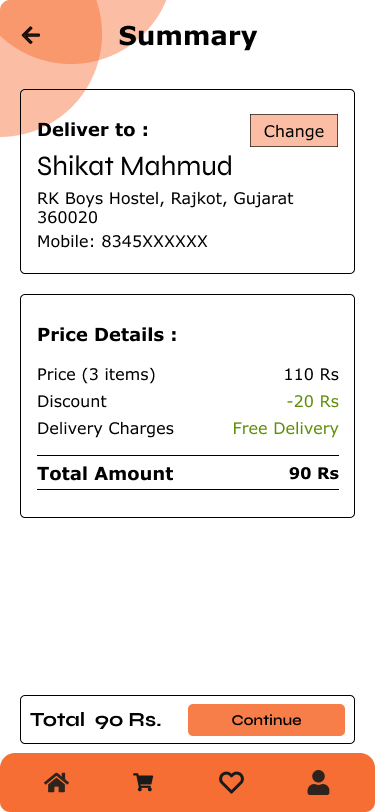 Summary
Deliver to :
Change
Shikat Mahmud
RK Boys Hostel, Rajkot, Gujarat
360020
Mobile: 8345XXXXXX
Price Details :
Price (3 items) 110 Rs
Discount -20 Rs
Delivery Charges Free Delivery
Total Amount 90 Rs
Total 90 Rs.
Continue